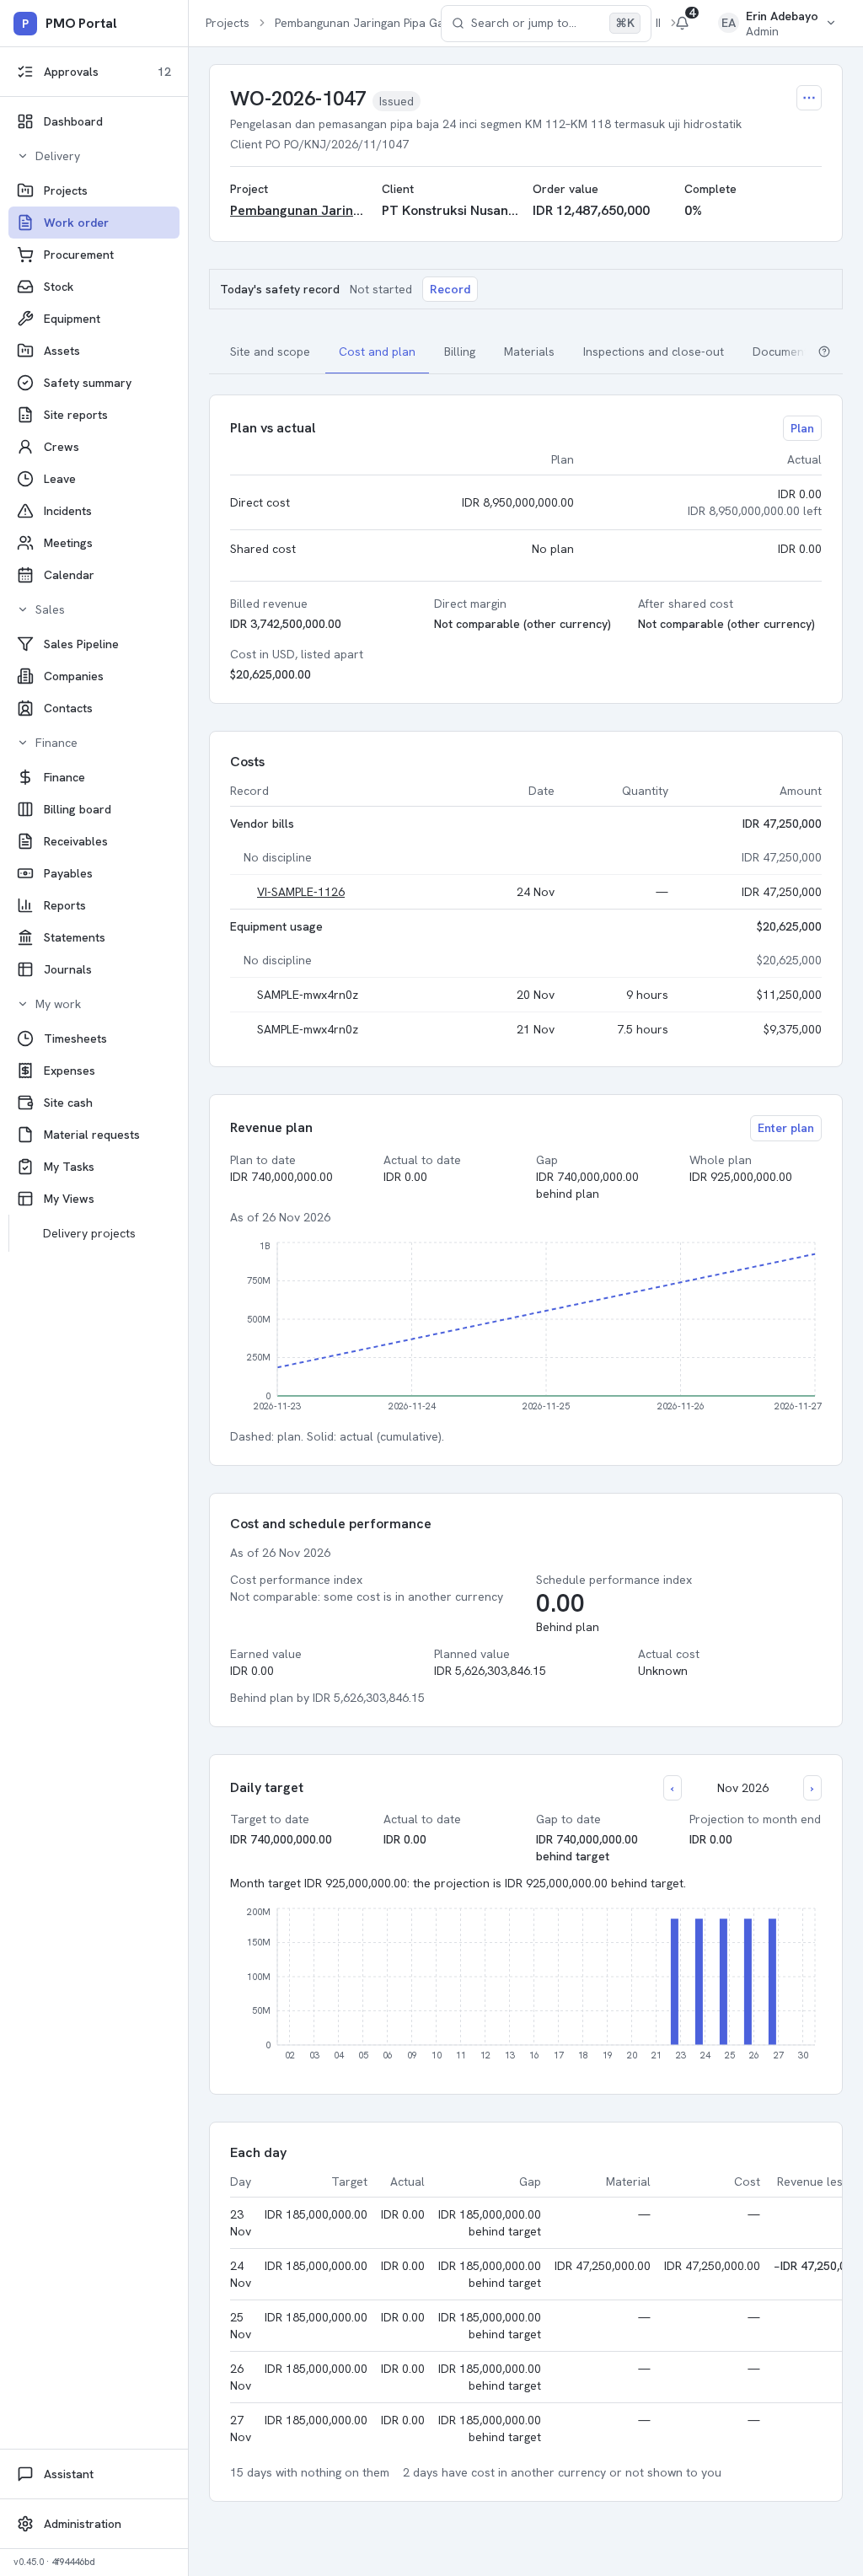 P PMO Portal
Approvals 12
Dashboard
Delivery
Projects
Work order
Procurement
Stock
Equipment
Assets
Safety summary
Site reports
Crews
Leave
Incidents
Meetings
Calendar
Sales
Sales Pipeline
Companies
Contacts
Finance
Finance
Billing board
Receivables
Payables
Reports
Statements
Journals
My work
Timesheets
Expenses
Site cash
Material requests
My Tasks
My Views
Delivery projects
Assistant
Administration
v0.45.0 · 4f94446bd
Projects > Pembangunan Jaringan Pipa Ga
Search or jump to... ⌘K
II
4
EA Erin Adebayo
Admin
WO-2026-1047 Issued
Pengelasan dan pemasangan pipa baja 24 inci segmen KM 112–KM 118 termasuk uji hidrostatik
Client PO PO/KNJ/2026/11/1047
Project Client Order value Complete
Pembangunan Jarin... PT Konstruksi Nusan... IDR 12,487,650,000 0%
Today's safety record Not started Record
Site and scope Cost and plan Billing Materials Inspections and close-out Documen
Plan vs actual Plan
Plan Actual
Direct cost IDR 8,950,000,000.00 IDR 0.00
IDR 8,950,000,000.00 left
Shared cost No plan IDR 0.00
Billed revenue Direct margin After shared cost
IDR 3,742,500,000.00 Not comparable (other currency) Not comparable (other currency)
Cost in USD, listed apart
$20,625,000.00
Costs
Record Date Quantity Amount
Vendor bills IDR 47,250,000
No discipline IDR 47,250,000
VI-SAMPLE-1126 24 Nov — IDR 47,250,000
Equipment usage $20,625,000
No discipline $20,625,000
SAMPLE-mwx4rn0z 20 Nov 9 hours $11,250,000
SAMPLE-mwx4rn0z 21 Nov 7.5 hours $9,375,000
Revenue plan Enter plan
Plan to date Actual to date Gap Whole plan
IDR 740,000,000.00 IDR 0.00 IDR 740,000,000.00 IDR 925,000,000.00
behind plan
As of 26 Nov 2026
1B
750M
500M
250M
0
2026-11-23 2026-11-24 2026-11-25 2026-11-26 2026-11-27
Dashed: plan. Solid: actual (cumulative).
Cost and schedule performance
As of 26 Nov 2026
Cost performance index Schedule performance index
Not comparable: some cost is in another currency 0.00
Behind plan
Earned value Planned value Actual cost
IDR 0.00 IDR 5,626,303,846.15 Unknown
Behind plan by IDR 5,626,303,846.15
Daily target ‹ Nov 2026 ›
Target to date Actual to date Gap to date Projection to month end
IDR 740,000,000.00 IDR 0.00 IDR 740,000,000.00 IDR 0.00
behind target
Month target IDR 925,000,000.00: the projection is IDR 925,000,000.00 behind target.
200M
150M
100M
50M
0
02 03 04 05 06 09 10 11 12 13 16 17 18 19 20 21 23 24 25 26 27 30
Each day
Day Target Actual Gap Material Cost Revenue les
23 Nov IDR 185,000,000.00 IDR 0.00 IDR 185,000,000.00 behind target — —
24 Nov IDR 185,000,000.00 IDR 0.00 IDR 185,000,000.00 behind target IDR 47,250,000.00 IDR 47,250,000.00 -IDR 47,250,0
25 Nov IDR 185,000,000.00 IDR 0.00 IDR 185,000,000.00 behind target — —
26 Nov IDR 185,000,000.00 IDR 0.00 IDR 185,000,000.00 behind target — —
27 Nov IDR 185,000,000.00 IDR 0.00 IDR 185,000,000.00 behind target — —
15 days with nothing on them 2 days have cost in another currency or not shown to you